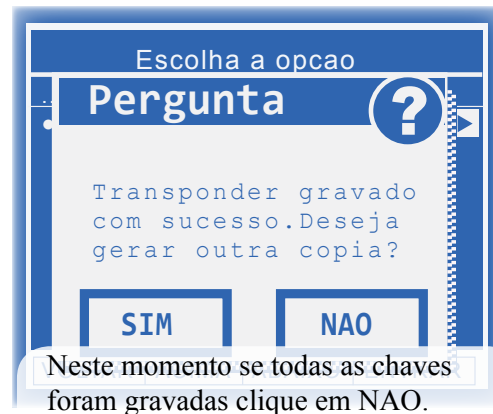 Escolha a opcao
Pergunta
?
Transponder gravado
com sucesso.Deseja
gerar outra copia?
SIM NAO
Neste momento se todas as chaves
foram gravadas clique em NAO.